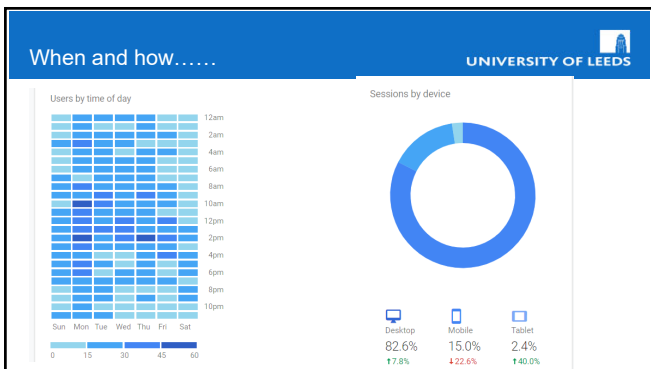 When and how……
UNIVERSITY OF LEEDS
Users by time of day
12am
2am
4am
6am
8am
10am
12pm
2pm
4pm
6pm
8pm
10pm
Sun Mon Tue Wed Thu Fri Sat
0 15 30 45 60
Sessions by device
Desktop Mobile Tablet
82.6% 15.0% 2.4%
⬆7.8% ⬇22.6% ⬆40.0%